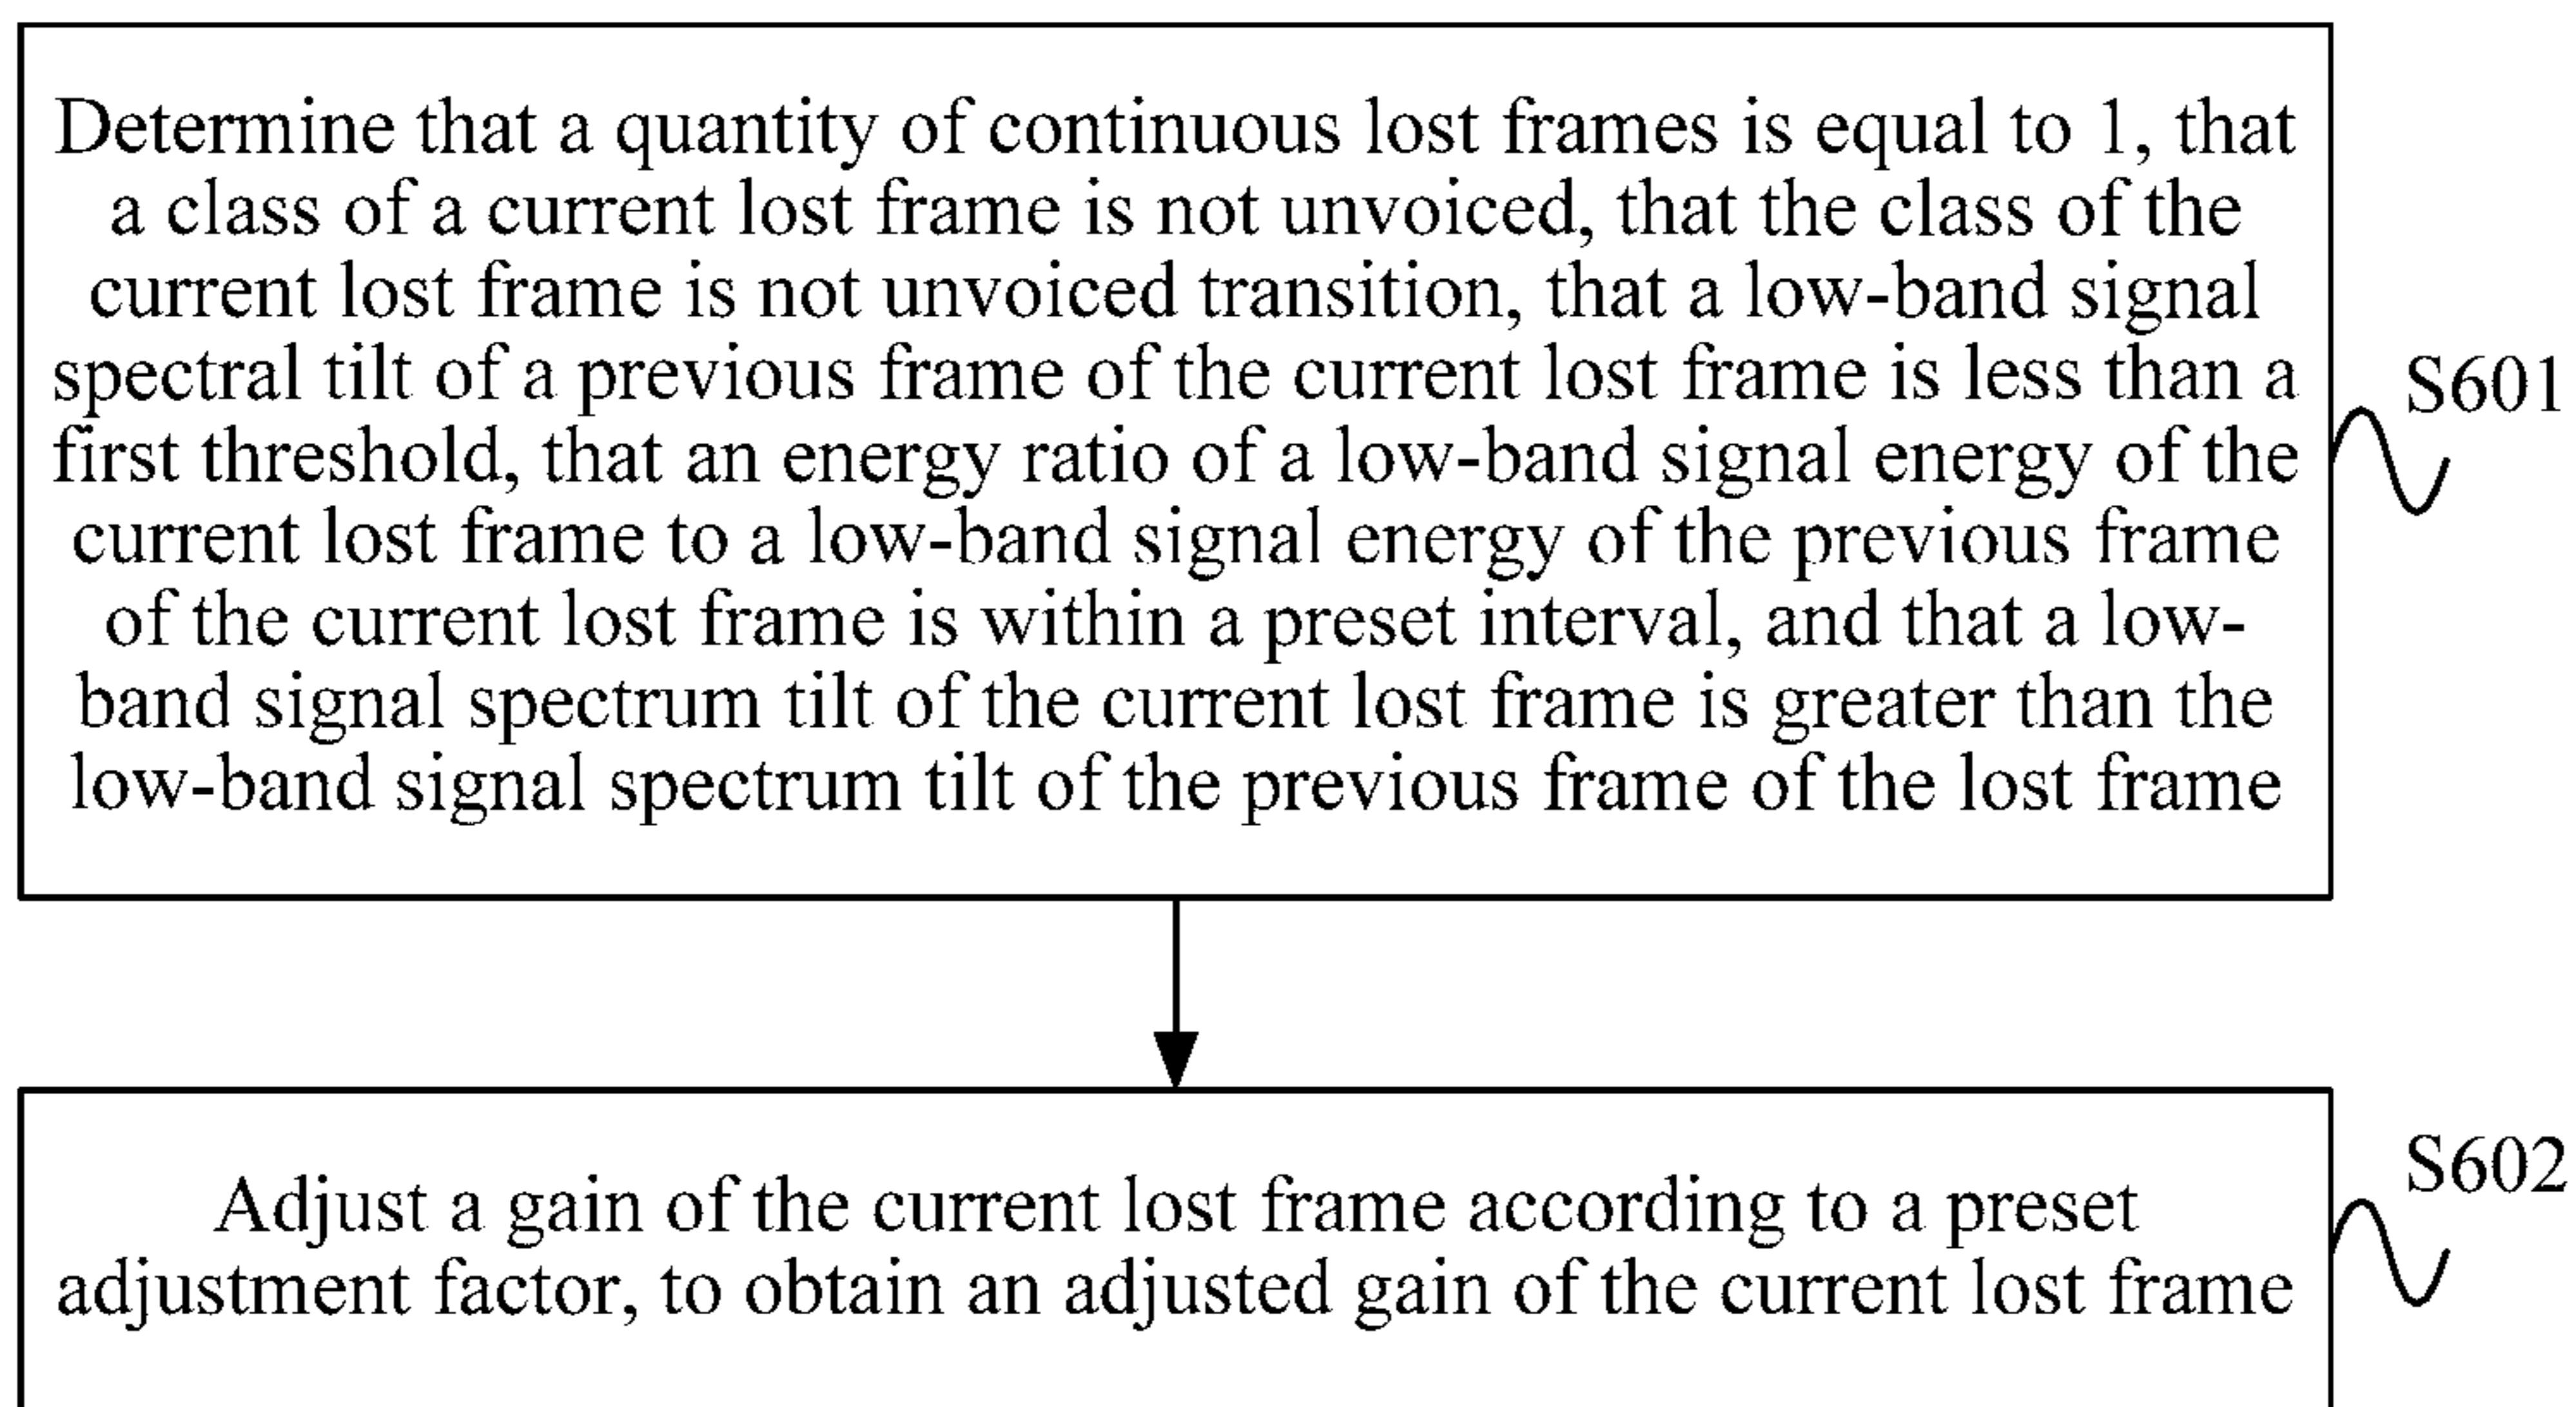 Determine that a quantity of continuous lost frames is equal to 1, that
a class of a current lost frame is not unvoiced, that the class of the
current lost frame is not unvoiced transition, that a low-band signal
spectral tilt of a previous frame of the current lost frame is less than a
first threshold, that an energy ratio of a low-band signal energy of the
current lost frame to a low-band signal energy of the previous frame
of the current lost frame is within a preset interval, and that a low-
band signal spectrum tilt of the current lost frame is greater than the
low-band signal spectrum tilt of the previous frame of the lost frame
S601
Adjust a gain of the current lost frame according to a preset
adjustment factor, to obtain an adjusted gain of the current lost frame
S602